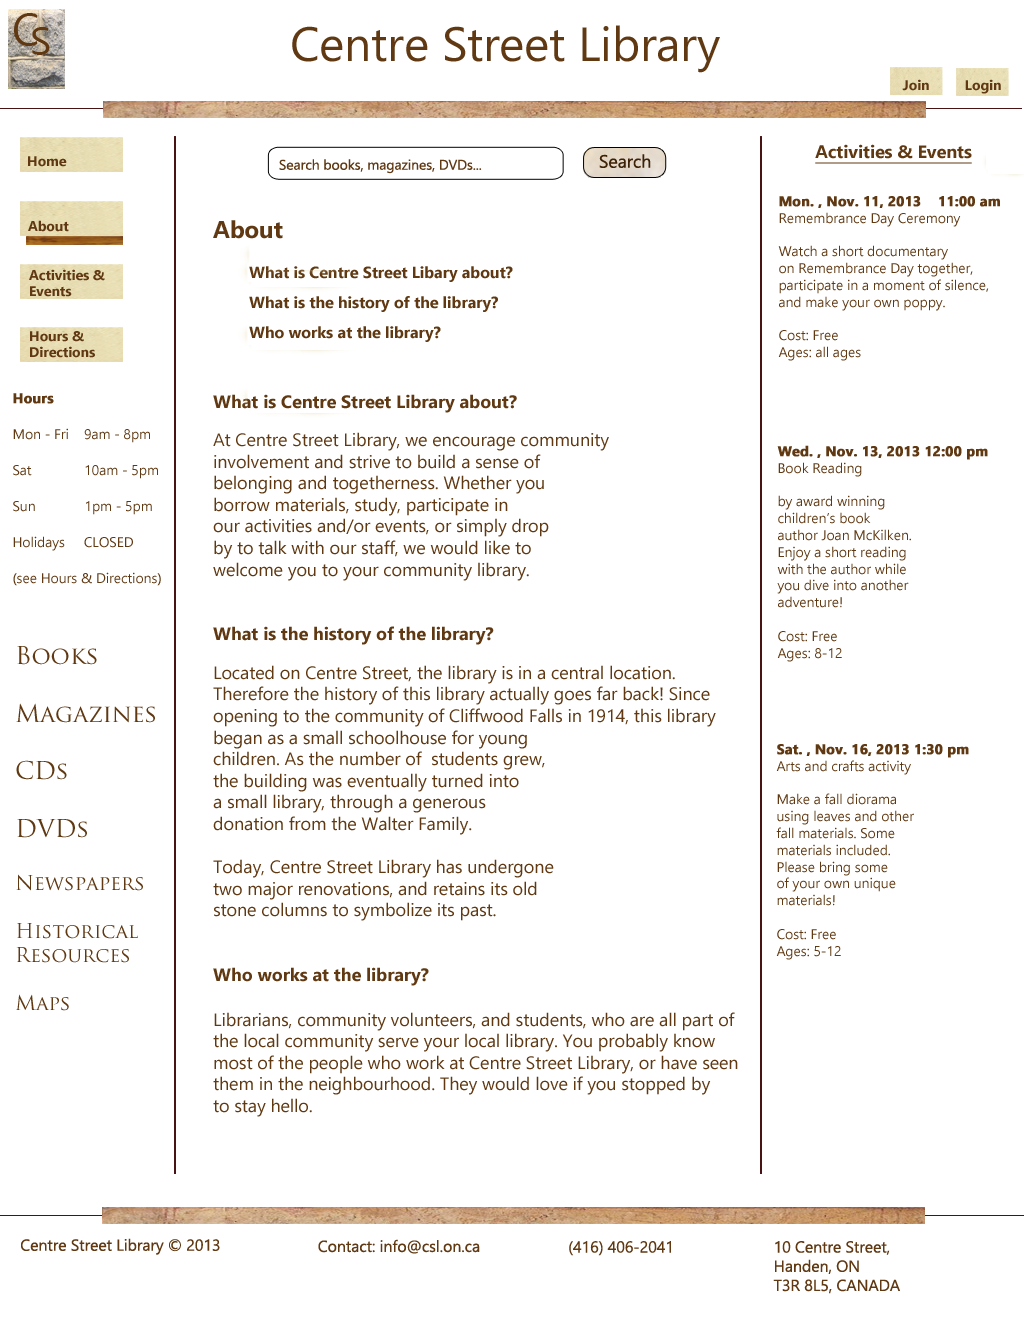 CS
Centre Street Library
Join
Login
Home
About
Activities &
Events
Hours &
Directions
Hours
Mon - Fri 9am - 8pm
Sat 10am - 5pm
Sun 1pm - 5pm
Holidays CLOSED
(see Hours & Directions)
Books
Magazines
CDs
DVDs
Newspapers
Historical
Resources
Maps
Search books, magazines, DVDs...
Search
About
What is Centre Street Libary about?
What is the history of the library?
Who works at the library?
What is Centre Street Library about?
At Centre Street Library, we encourage community
involvement and strive to build a sense of
belonging and togetherness. Whether you
borrow materials, study, participate in
our activities and/or events, or simply drop
by to talk with our staff, we would like to
welcome you to your community library.
What is the history of the library?
Located on Centre Street, the library is in a central location.
Therefore the history of this library actually goes far back! Since
opening to the community of Cliffwood Falls in 1914, this library
began as a small schoolhouse for young
children. As the number of students grew,
the building was eventually turned into
a small library, through a generous
donation from the Walter Family.
Today, Centre Street Library has undergone
two major renovations, and retains its old
stone columns to symbolize its past.
Who works at the library?
Librarians, community volunteers, and students, who are all part of
the local community serve your local library. You probably know
most of the people who work at Centre Street Library, or have seen
them in the neighbourhood. They would love if you stopped by
to stay hello.
Activities & Events
Mon. , Nov. 11, 2013 11:00 am
Remembrance Day Ceremony
Watch a short documentary
on Remembrance Day together,
participate in a moment of silence,
and make your own poppy.
Cost: Free
Ages: all ages
Wed. , Nov. 13, 2013 12:00 pm
Book Reading
by award winning
children's book
author Joan McKilken.
Enjoy a short reading
with the author while
you dive into another
adventure!
Cost: Free
Ages: 8-12
Sat. , Nov. 16, 2013 1:30 pm
Arts and crafts activity
Make a fall diorama
using leaves and other
fall materials. Some
materials included.
Please bring some
of your own unique
materials!
Cost: Free
Ages: 5-12
Centre Street Library © 2013
Contact: info@csl.on.ca
(416) 406-2041
10 Centre Street,
Handen, ON
T3R 8L5, CANADA